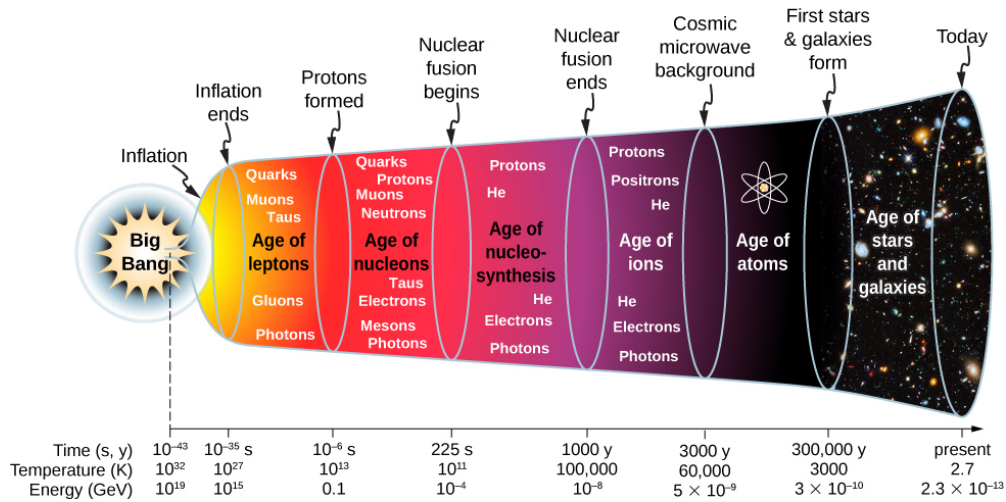 Inflation
Inflation
ends
Protons
formed
Nuclear
fusion
begins
Nuclear
fusion
ends
Cosmic
microwave
background
First stars
& galaxies
form
Today
Big
Bang
Quarks
Muons
Taus
Age of
leptons
Gluons
Photons
Quarks
Protons
Muons
Neutrons
Age of
nucleons
Taus
Electrons
Mesons
Photons
Protons
He
Age of
nucleo-
synthesis
He
Electrons
Photons
Protons
Positrons
He
Age of
ions
He
Electrons
Photons
Age of
atoms
Age of
stars
and
galaxies
Time (s, y) 10⁻⁴³ 10⁻³⁵ s 10⁻⁶ s 225 s 1000 y 3000 y 300,000 y present
Temperature (K) 10³² 10²⁷ 10¹³ 10¹¹ 100,000 60,000 3000 2.7
Energy (GeV) 10¹⁹ 10¹⁵ 0.1 10⁻⁴ 10⁻⁸ 5 × 10⁻⁹ 3 × 10⁻¹⁰ 2.3 × 10⁻¹³